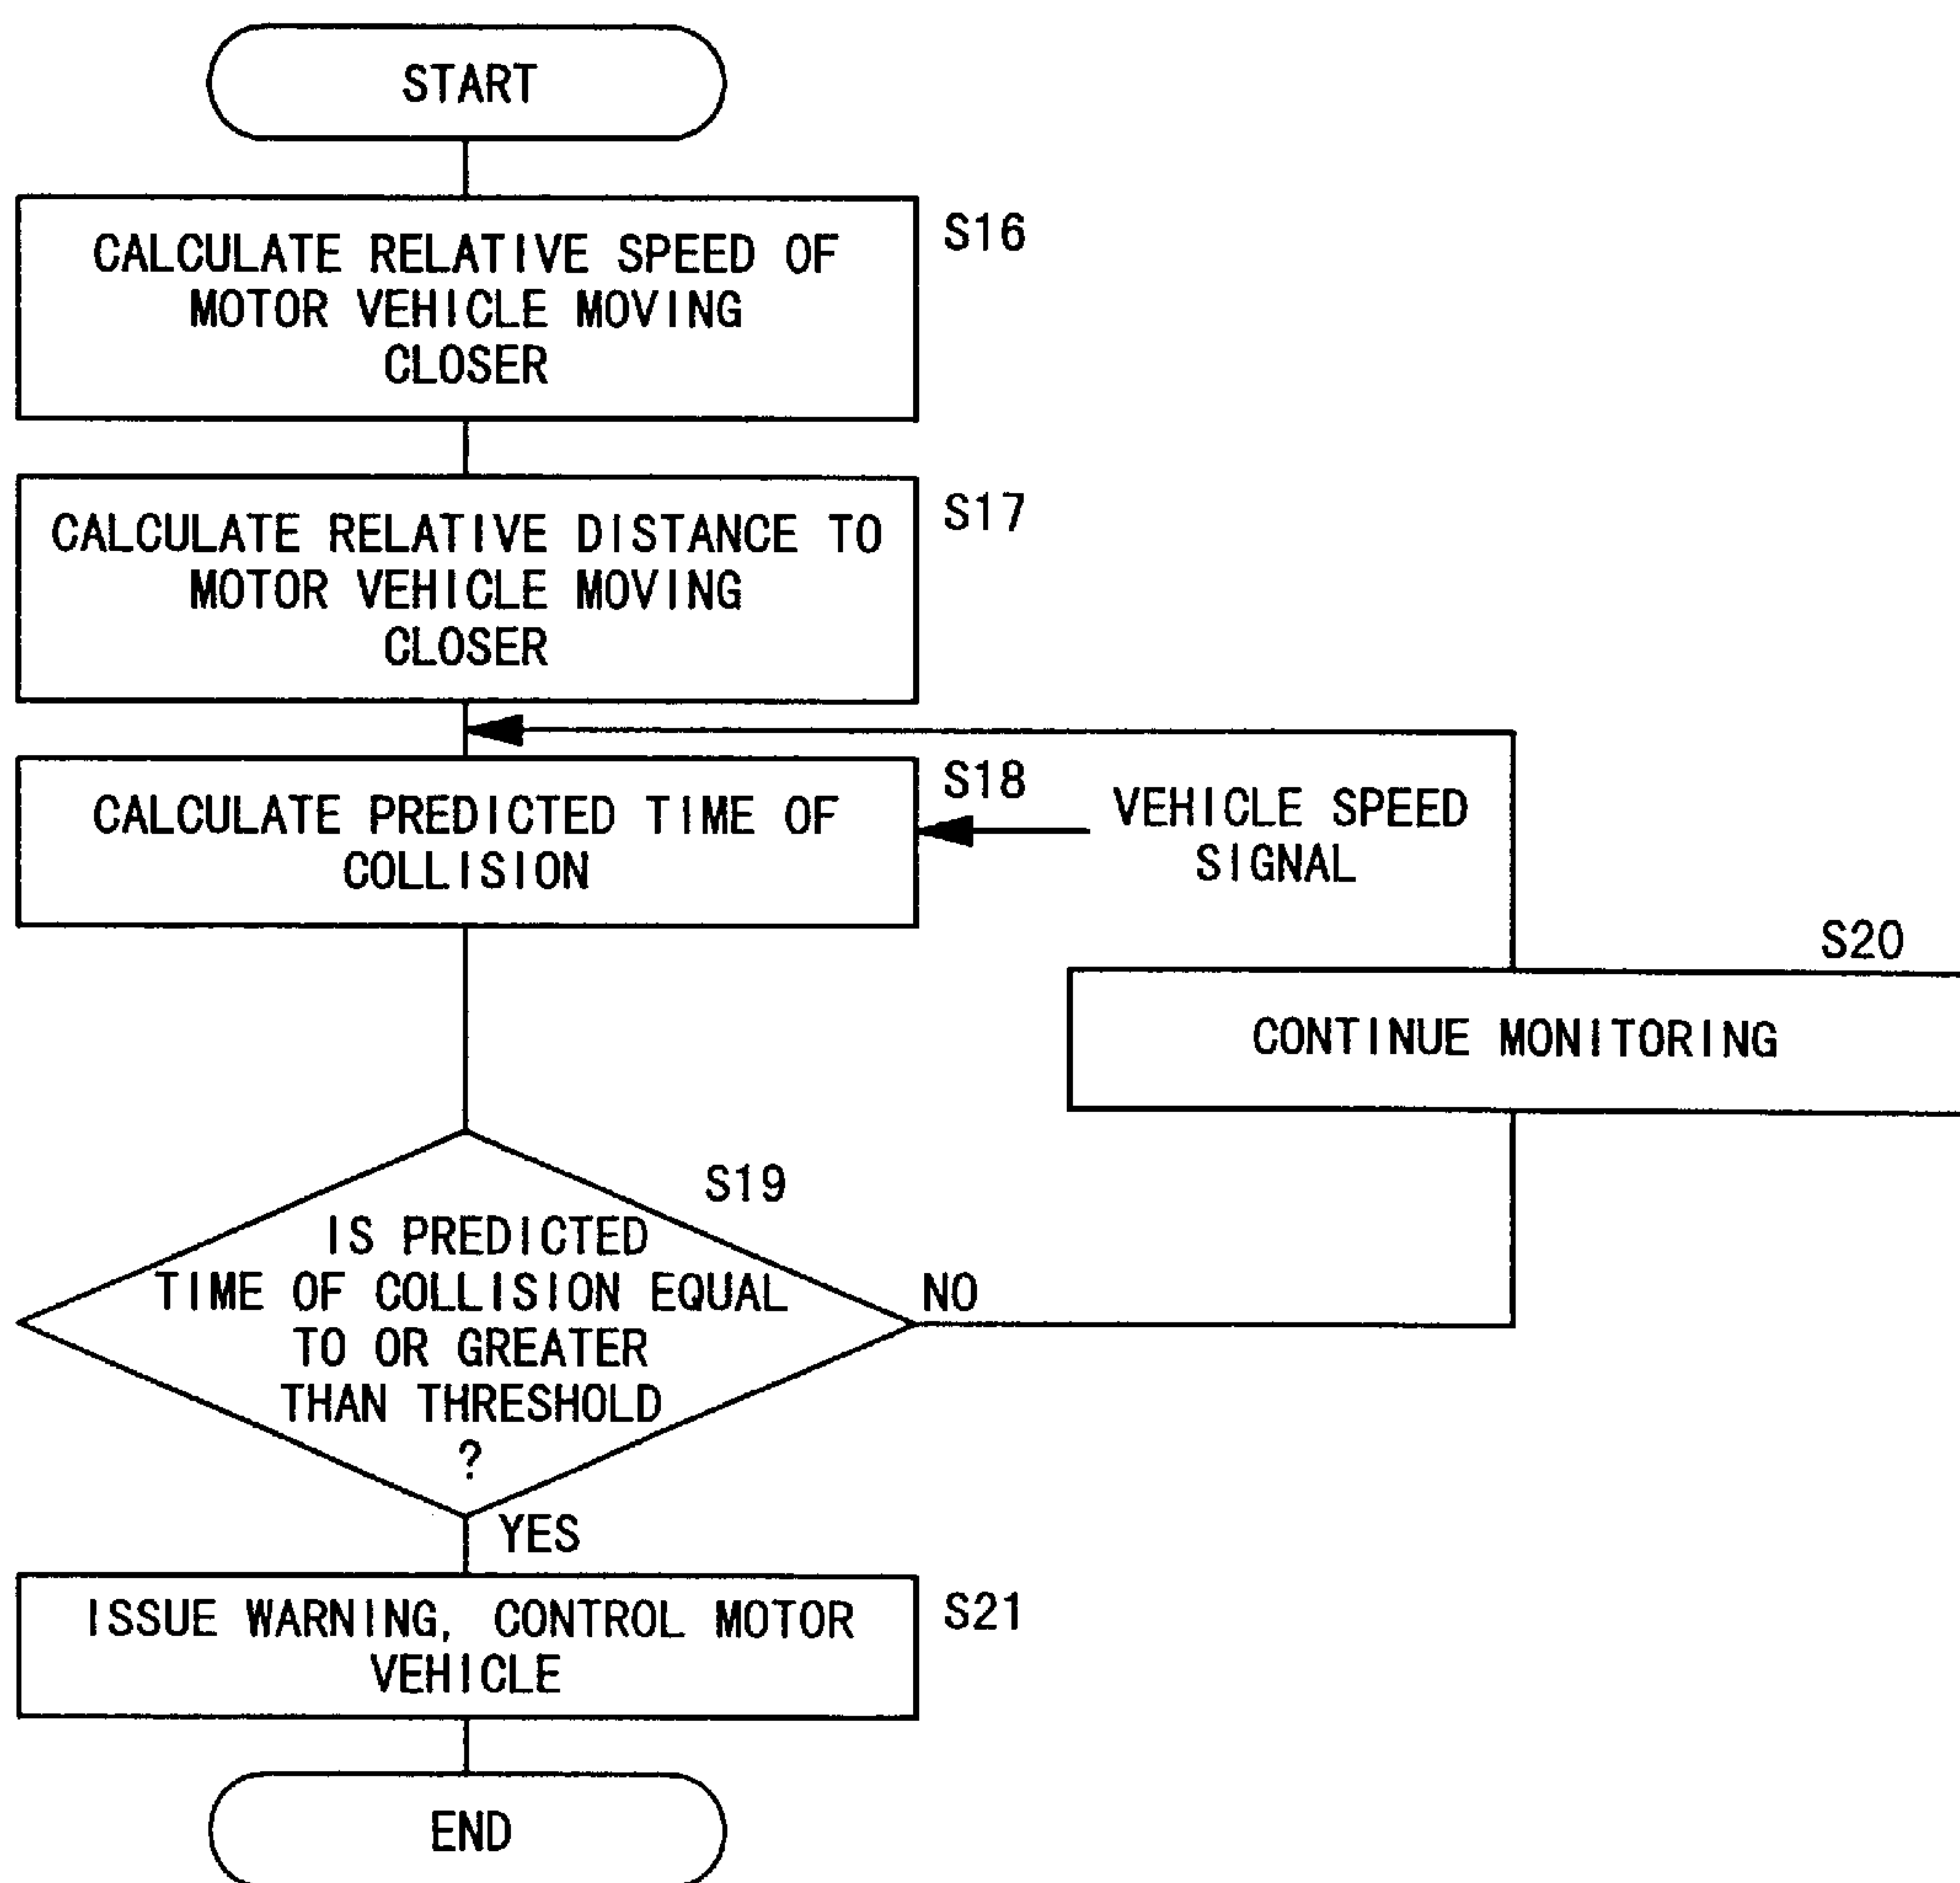 START
CALCULATE RELATIVE SPEED OF
MOTOR VEHICLE MOVING
CLOSER
S16
CALCULATE RELATIVE DISTANCE TO
MOTOR VEHICLE MOVING
CLOSER
S17
CALCULATE PREDICTED TIME OF
COLLISION
S18
VEHICLE SPEED
SIGNAL
S20
CONTINUE MONITORING
S19
IS PREDICTED
TIME OF COLLISION EQUAL
TO OR GREATER
THAN THRESHOLD
?
NO
YES
ISSUE WARNING, CONTROL MOTOR
VEHICLE
S21
END